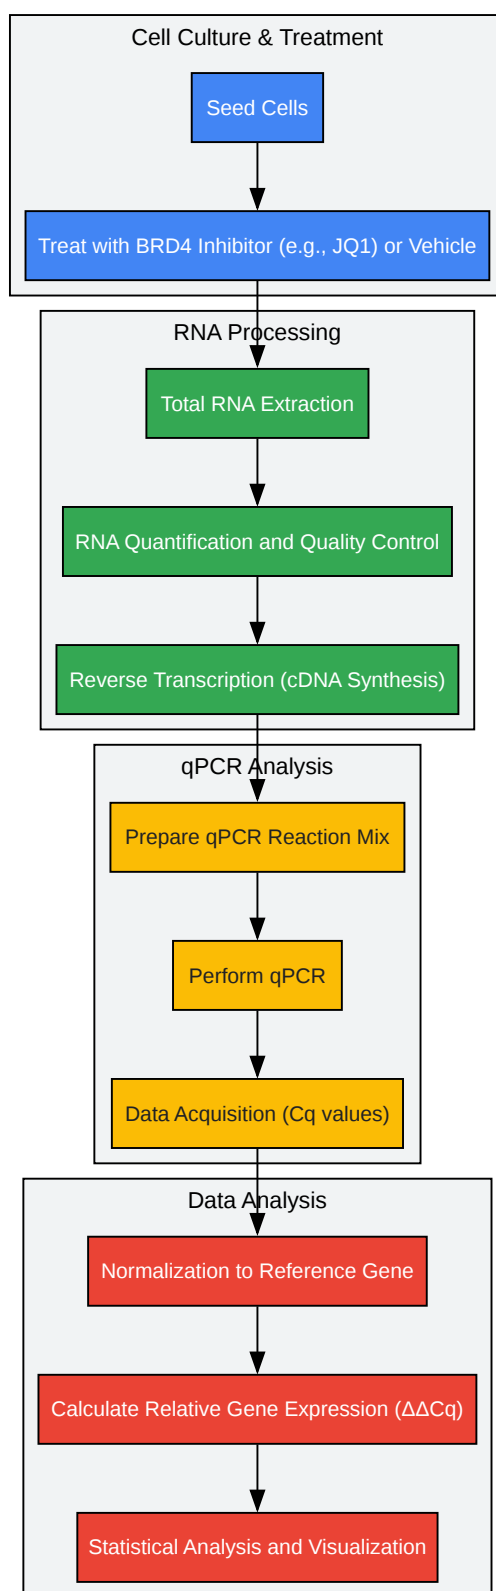 Cell Culture & Treatment
Seed Cells
Treat with BRD4 Inhibitor (e.g., JQ1) or Vehicle
RNA Processing
Total RNA Extraction
RNA Quantification and Quality Control
Reverse Transcription (cDNA Synthesis)
qPCR Analysis
Prepare qPCR Reaction Mix
Perform qPCR
Data Acquisition (Cq values)
Data Analysis
Normalization to Reference Gene
Calculate Relative Gene Expression (ΔΔCq)
Statistical Analysis and Visualization